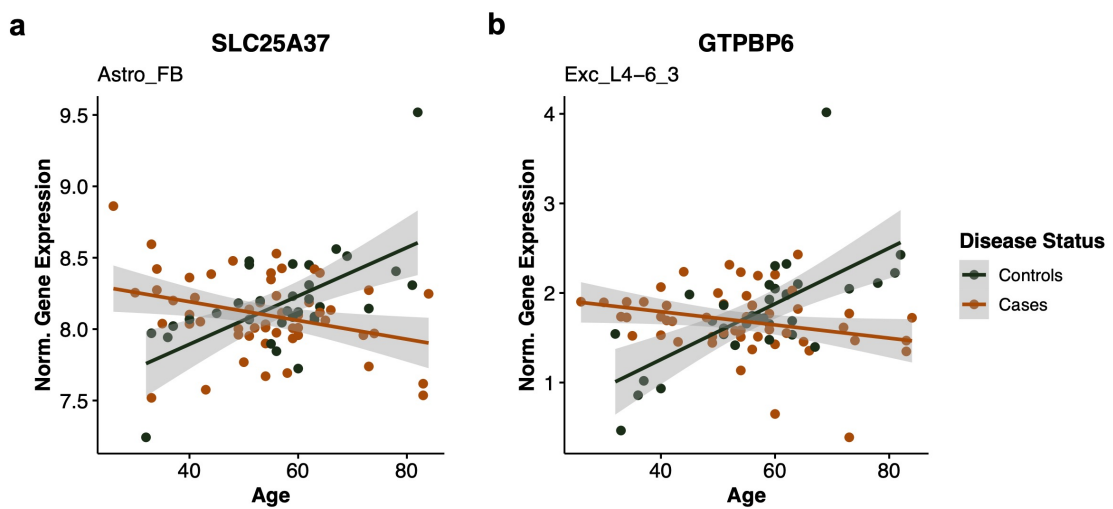 a
SLC25A37
Astro_FB
Norm. Gene Expression
9.5
9.0
8.5
8.0
7.5
40
60
80
Age
b
GTPBP6
Exc_L4−6_3
Norm. Gene Expression
4
3
2
1
40
60
80
Age
Disease Status
Controls
Cases